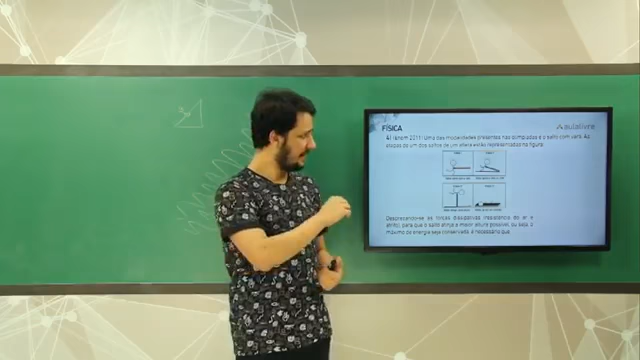 FÍSICA
aulalivre
A) (Enem 2011) Uma das modalidades presentes nas olimpíadas é o salto com vara. As
etapas de um dos saltos de um atleta estão representadas na figura:
Desprezando-se as forças dissipativas (resistência do ar e
atrito), para que o salto atinja a maior altura possível, ou seja, o
máximo de energia seja conservada, é necessário que